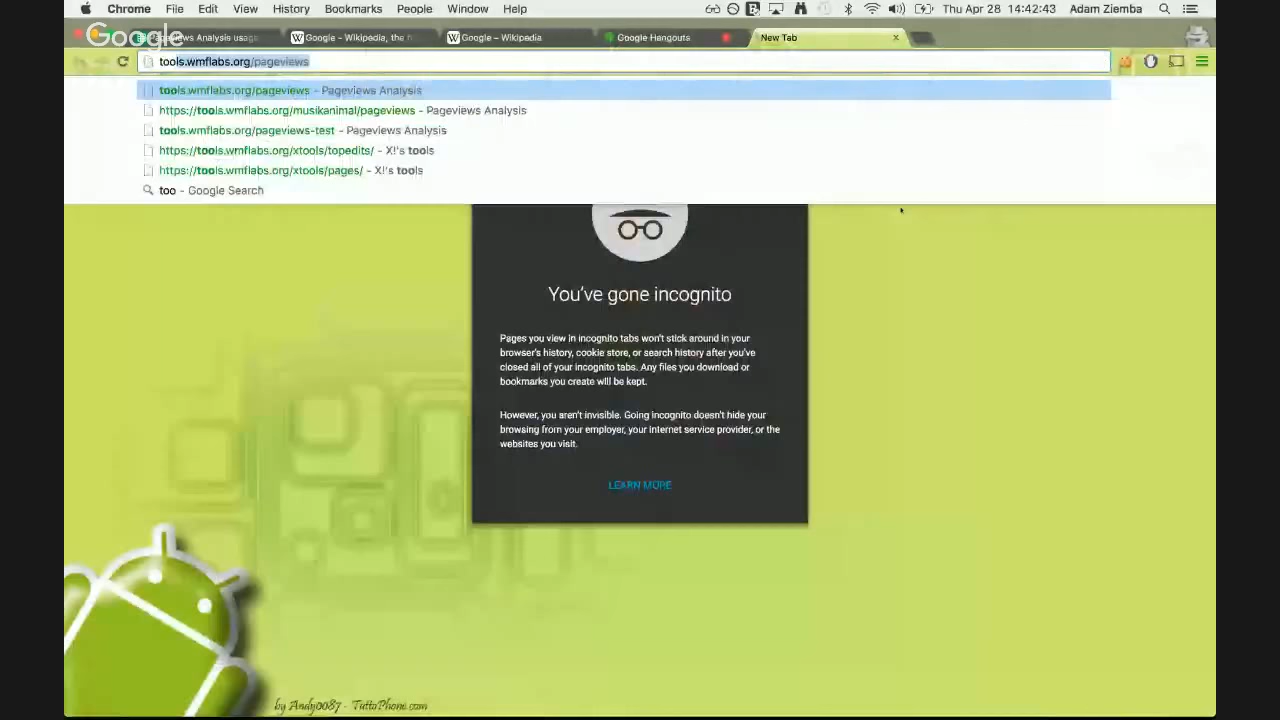 Chrome File Edit View History Bookmarks People Window Help Thu Apr 28 14:42:43 Adam Ziemba
Google
Pageviews Analysis usag
Google – Wikipedia, the f
Google – Wikipedia
Google Hangouts
New Tab
tools.wmflabs.org/pageviews
tools.wmflabs.org/pageviews - Pageviews Analysis
https://tools.wmflabs.org/musikanimal/pageviews - Pageviews Analysis
tools.wmflabs.org/pageviews-test - Pageviews Analysis
https://tools.wmflabs.org/xtools/topedits/ - X!'s tools
https://tools.wmflabs.org/xtools/pages/ - X!'s tools
too - Google Search
You've gone incognito
Pages you view in incognito tabs won't stick around in your
browser's history, cookie store, or search history after you've
closed all of your incognito tabs. Any files you download or
bookmarks you create will be kept.
However, you aren't invisible. Going incognito doesn't hide your
browsing from your employer, your internet service provider, or the
websites you visit.
LEARN MORE
by Andy0087 - TuttoPhone.com